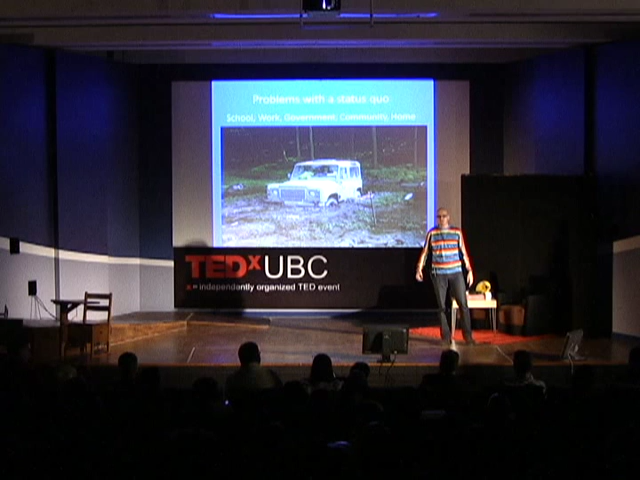 Problems with a status quo
School, Work, Government, Community, Home
TEDxUBC
x = independently organized TED event